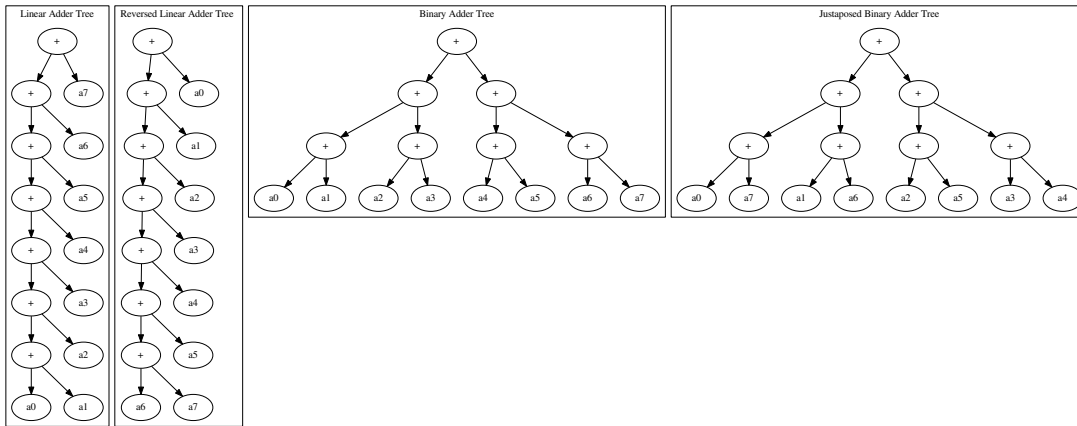 Linear Adder Tree
+
+
a7
+
a6
+
a5
+
a4
+
a3
+
a2
a0
a1
Reversed Linear Adder Tree
+
+
a0
+
a1
+
a2
+
a3
+
a4
+
a5
a6
a7
Binary Adder Tree
+
+
+
+
+
+
+
a0
a1
a2
a3
a4
a5
a6
a7
Justaposed Binary Adder Tree
+
+
+
+
+
+
+
a0
a7
a1
a6
a2
a5
a3
a4